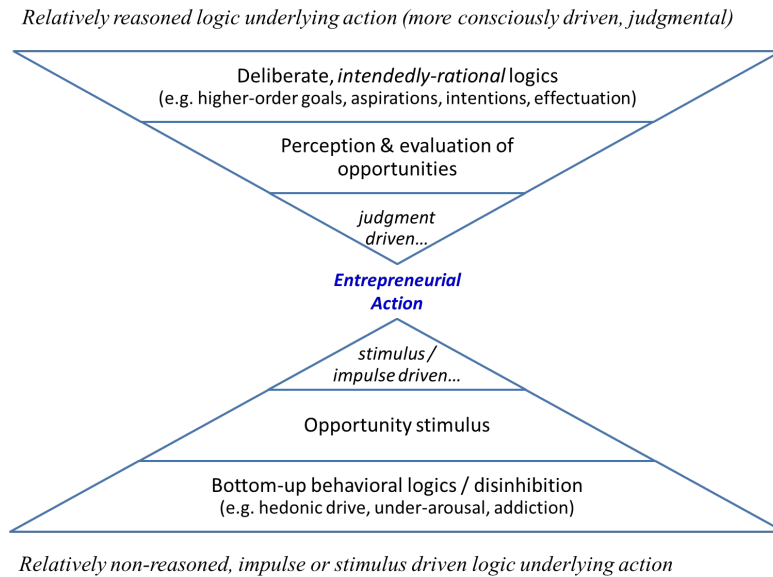 Relatively reasoned logic underlying action (more consciously driven, judgmental)
Deliberate, intendedly-rational logics
(e.g. higher-order goals, aspirations, intentions, effectuation)
Perception & evaluation of
opportunities
judgment
driven…
Entrepreneurial
Action
stimulus /
impulse driven…
Opportunity stimulus
Bottom-up behavioral logics / disinhibition
(e.g. hedonic drive, under-arousal, addiction)
Relatively non-reasoned, impulse or stimulus driven logic underlying action